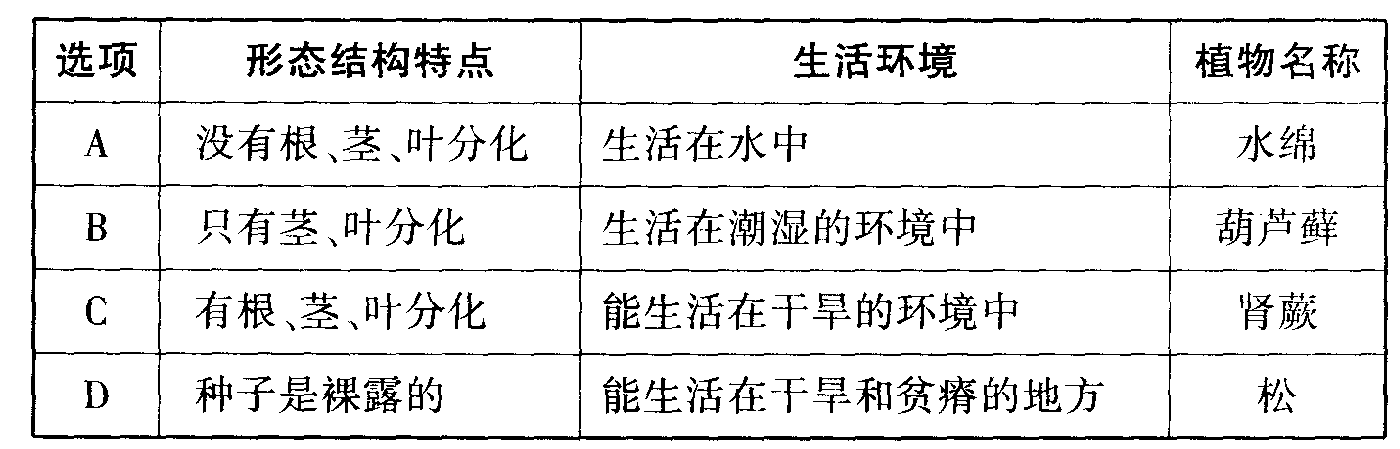 选项 形态结构特点 生活环境 植物名称
A 没有根、茎、叶分化 生活在水中 水绵
B 只有茎、叶分化 生活在潮湿的环境中 葫芦藓
C 有根、茎、叶分化 能生活在干旱的环境中 肾蕨
D 种子是裸露的 能生活在干旱和贫瘠的地方 松